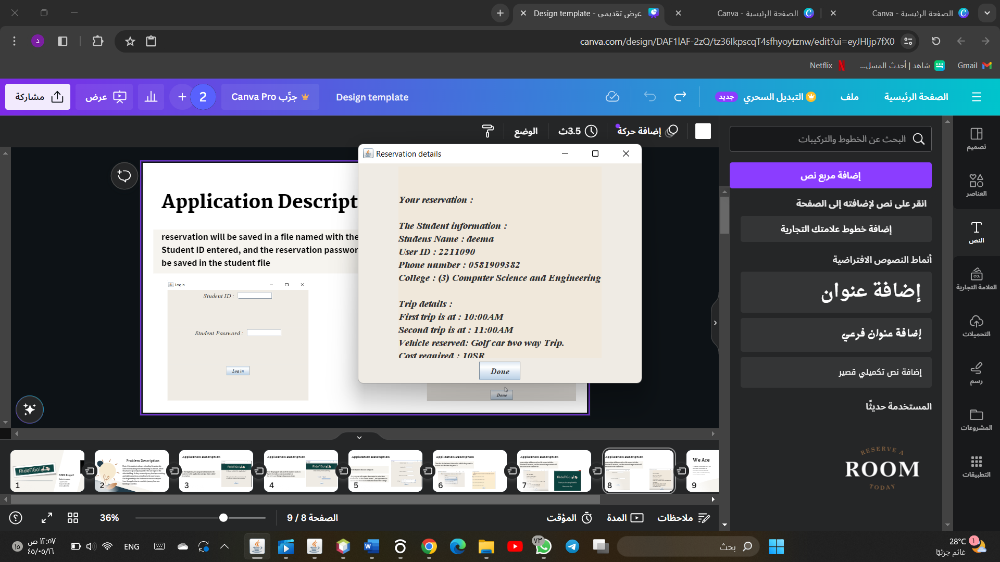 عرض تقديمي - Design template
الصفحة الرئيسية - Canva
الصفحة الرئيسية - Canva
د
canva.com/design/DAF1lAF-2zQ/tz36IkpscqT4sfhyoytznw/edit?ui=eyJHIjp7fX0
Netflix
شاهد | أحدث المسل...
Gmail
مشاركة
عرض
2
جرِّب Canva Pro
Design template
جديد
التبديل السحري
ملف
الصفحة الرئيسية
الوضع
3.5ث
إضافة حركة
البحث عن الخطوط والتركيبات
إضافة مربع نص
انقر على نص لإضافته إلى الصفحة
إضافة خطوط علامتك التجارية
أنماط النصوص الافتراضية
إضافة عنوان
إضافة عنوان فرعي
إضافة نص تكميلي قصير
المستخدمة حديثًا
RESERVE A
ROOM
TODAY
تصميم
العناصر
النص
CO.
العلامة التجارية
التحميلات
رسم
المشروعات
التطبيقات
Application Descript
reservation will be saved in a file named with the
Student ID entered, and the reservation passwor
be saved in the student file
Login
Student ID :
Student Password :
Log in
Reservation details
Your reservation :
The Student information :
Studens Name : deema
User ID : 2211090
Phone number : 0581909382
College : (3) Computer Science and Engineering
Trip details :
First trip is at : 10:00AM
Second trip is at : 11:00AM
Vehicle reserved: Golf car two way Trip.
Cost required : 10SR
Done
Done
RideNGo!
OOP2 Project
1
Problem Description
2
Application Description
3
Application Description
4
Application Description
5
Application Description
6
Application Description
RideNGo!
7
Application Description
8
We Are
9
36%
الصفحة 8 / 9
المؤقت
المدة
ملاحظات
١٥
١٢:٥٧ ص
٤٥/٠٥/١٦
ENG
٧٣
بحث
28°C
غائم جزئيًا
١